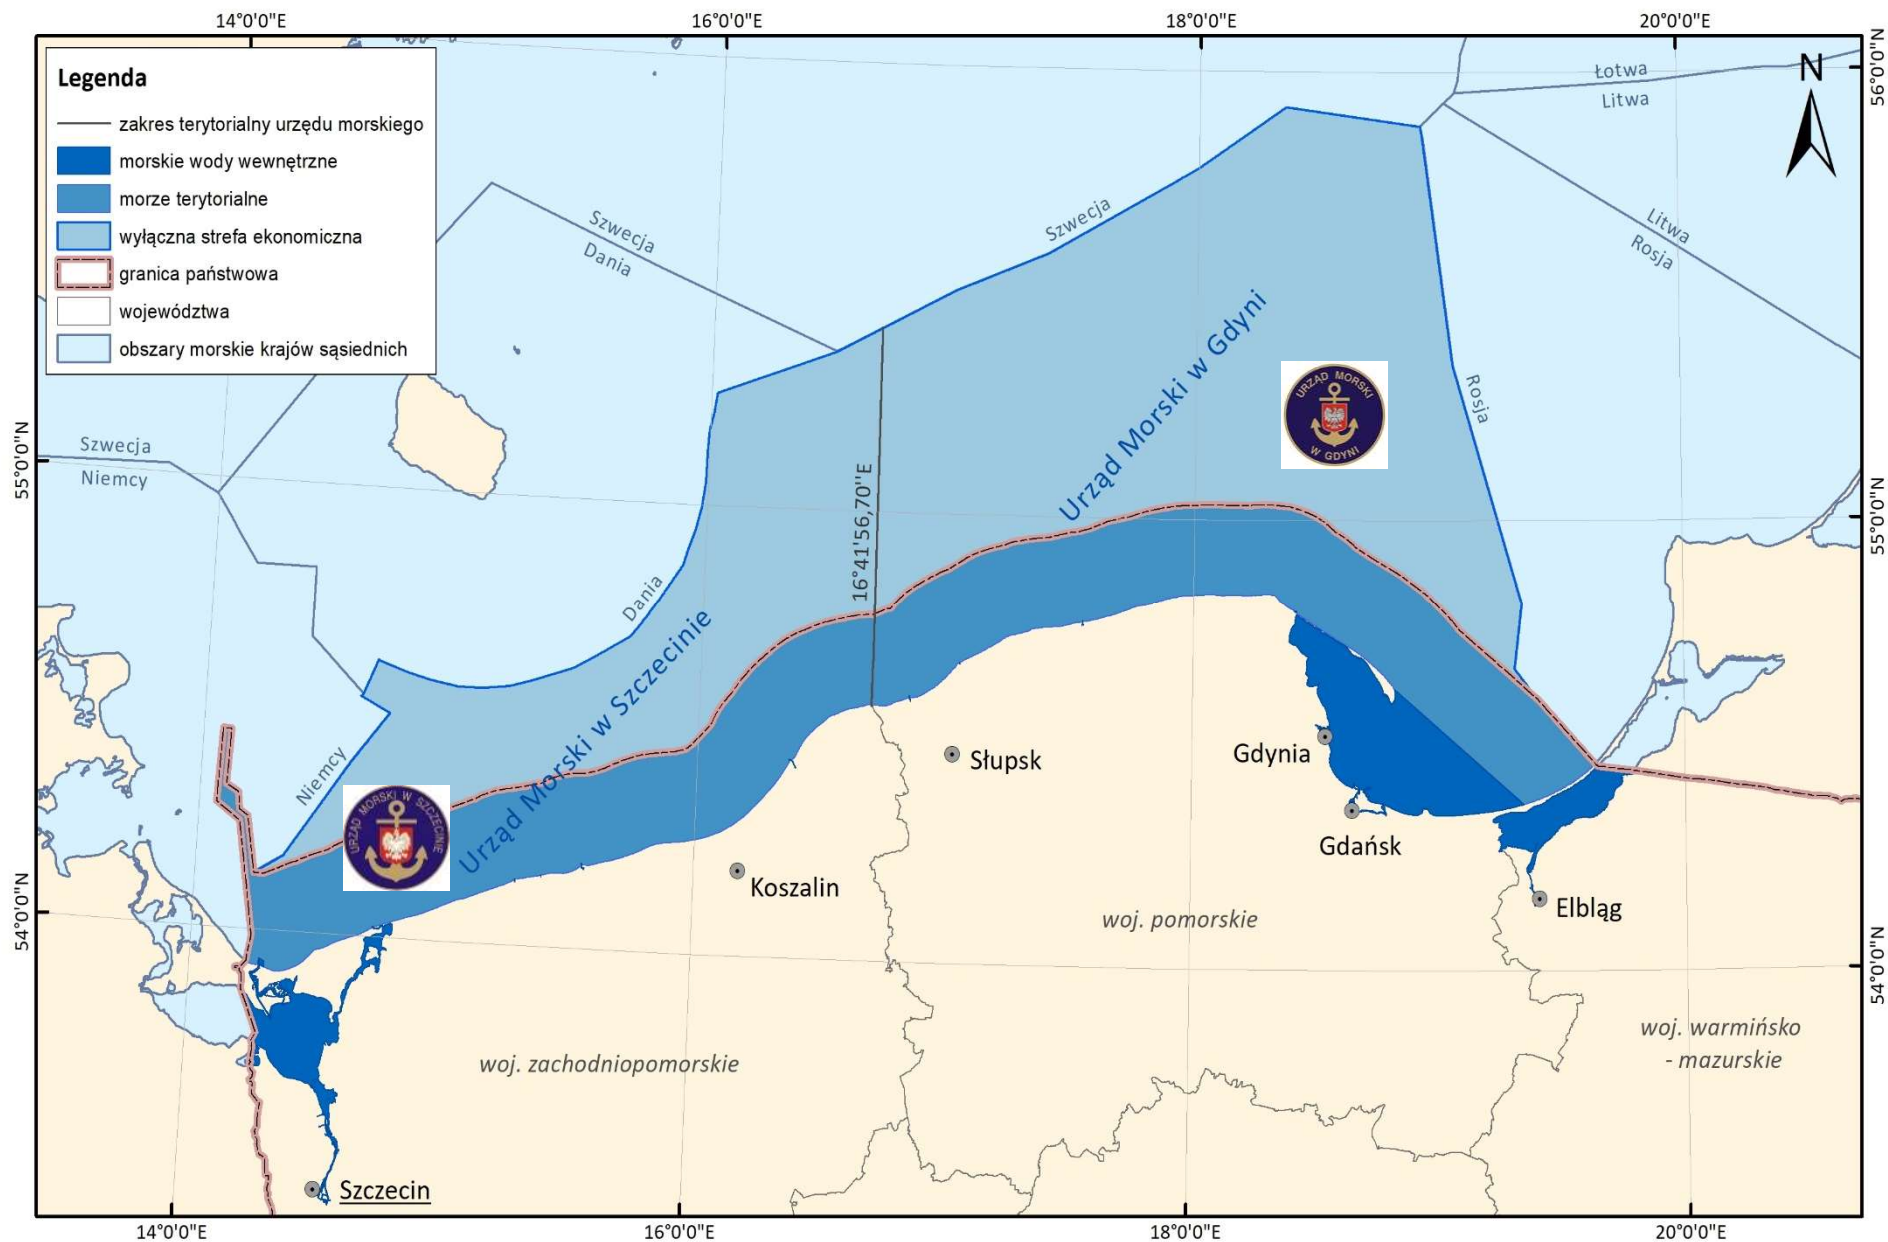 14°0'0"E
16°0'0"E
18°0'0"E
20°0'0"E
Legenda
zakres terytorialny urzędu morskiego
morskie wody wewnętrzne
morze terytorialne
wyłączna strefa ekonomiczna
granica państwowa
województwa
obszary morskie krajów sąsiednich
N
56°0'0"N
Łotwa
Litwa
Szwecja
Dania
Szwecja
Litwa
Rosja
Urząd Morski w Gdyni
URZĄD MORSKI
W GDYNI
Rosja
55°0'0"N
Szwecja
Niemcy
16°41'56,70''E
55°0'0"N
Dania
Urząd Morski w Szczecinie
Niemcy
URZĄD MORSKI W SZCZECINIE
Słupsk
Gdynia
Gdańsk
Koszalin
Elbląg
54°0'0"N
54°0'0"N
woj. pomorskie
woj. zachodniopomorskie
woj. warmińsko
- mazurskie
Szczecin
14°0'0"E
16°0'0"E
18°0'0"E
20°0'0"E